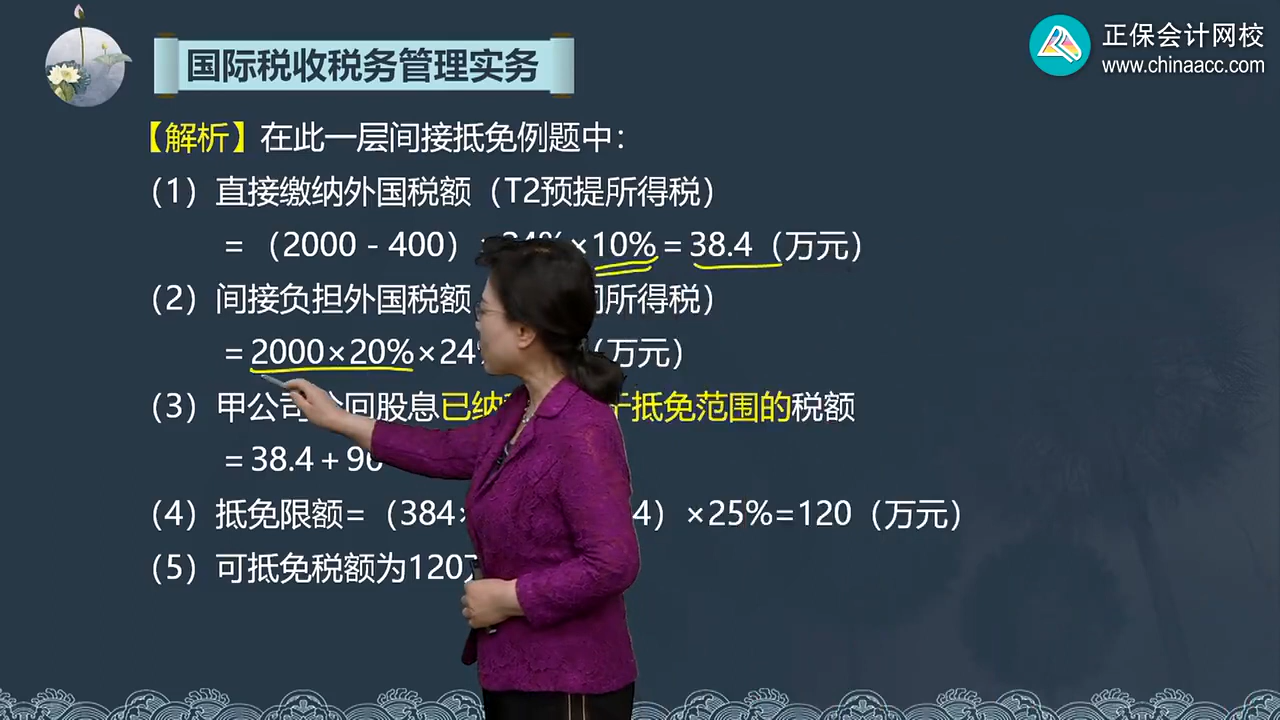 国际税收税务管理实务
正保会计网校
www.chinaacc.com
【解析】在此一层间接抵免例题中：
（1）直接缴纳外国税额（T2预提所得税）
=（2000－400） 24%×10%＝38.4（万元）
（2）间接负担外国税额 所得税）
＝2000×20%×24 （万元）
（3）甲公司 回股息已纳 抵免范围的税额
＝38.4＋96
（4）抵免限额=（384 4）×25%=120（万元）
（5）可抵免税额为120